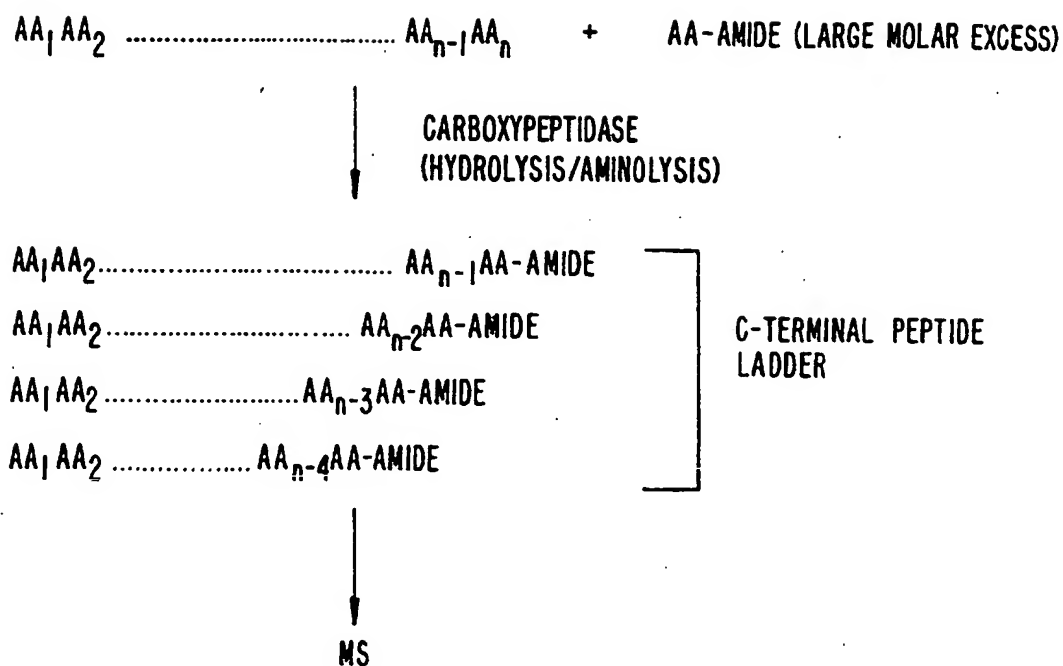 AA₁AA₂ .................................... AAₙ₋₁AAₙ + AA-AMIDE (LARGE MOLAR EXCESS)
CARBOXYPEPTIDASE
(HYDROLYSIS/AMINOLYSIS)
AA₁AA₂........................................ AAₙ₋₁AA-AMIDE
AA₁AA₂................................... AAₙ₋₂AA-AMIDE
C-TERMINAL PEPTIDE
LADDER
AA₁AA₂...........................AAₙ₋₃AA-AMIDE
AA₁AA₂ ....................AAₙ₋₄AA-AMIDE
MS